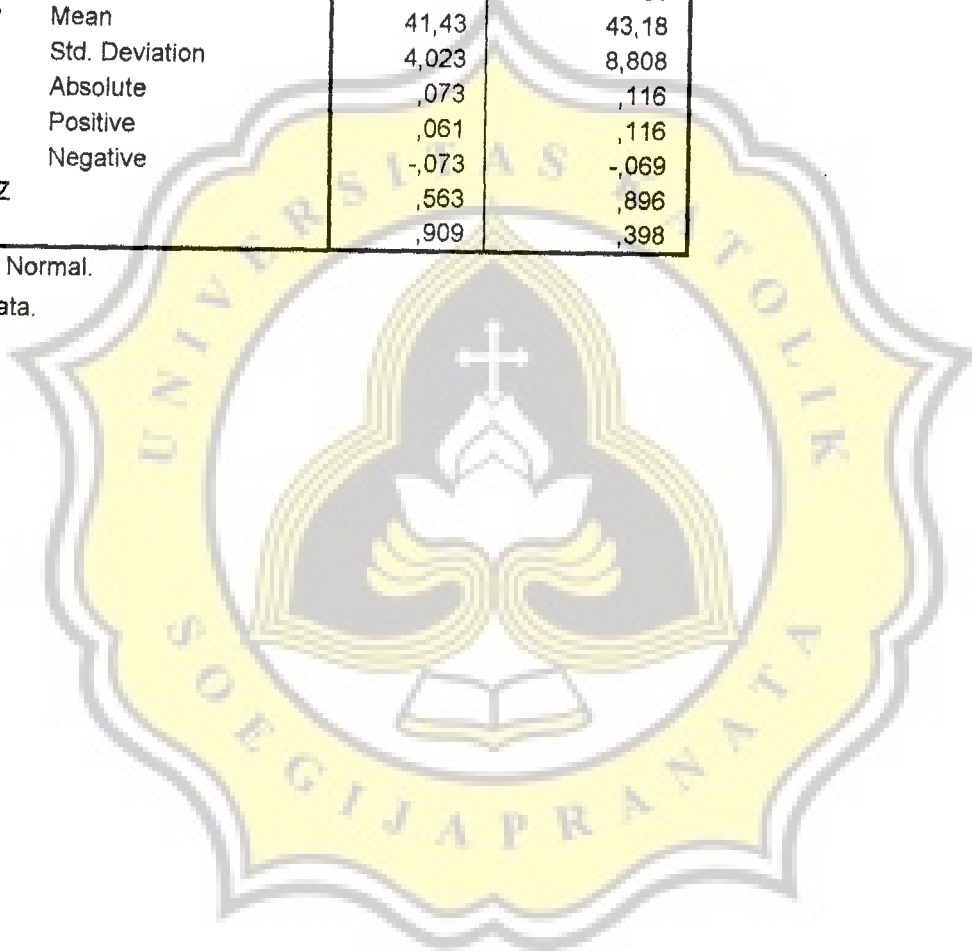 Mean 41,43 43,18
Std. Deviation 4,023 8,808
Absolute ,073 ,116
Positive ,061 ,116
Negative -,073 -,069
Z ,563 ,896
,909 ,398
Normal.
ata.
UNIVERSITAS KATOLIK
SOEGIJAPRANATA